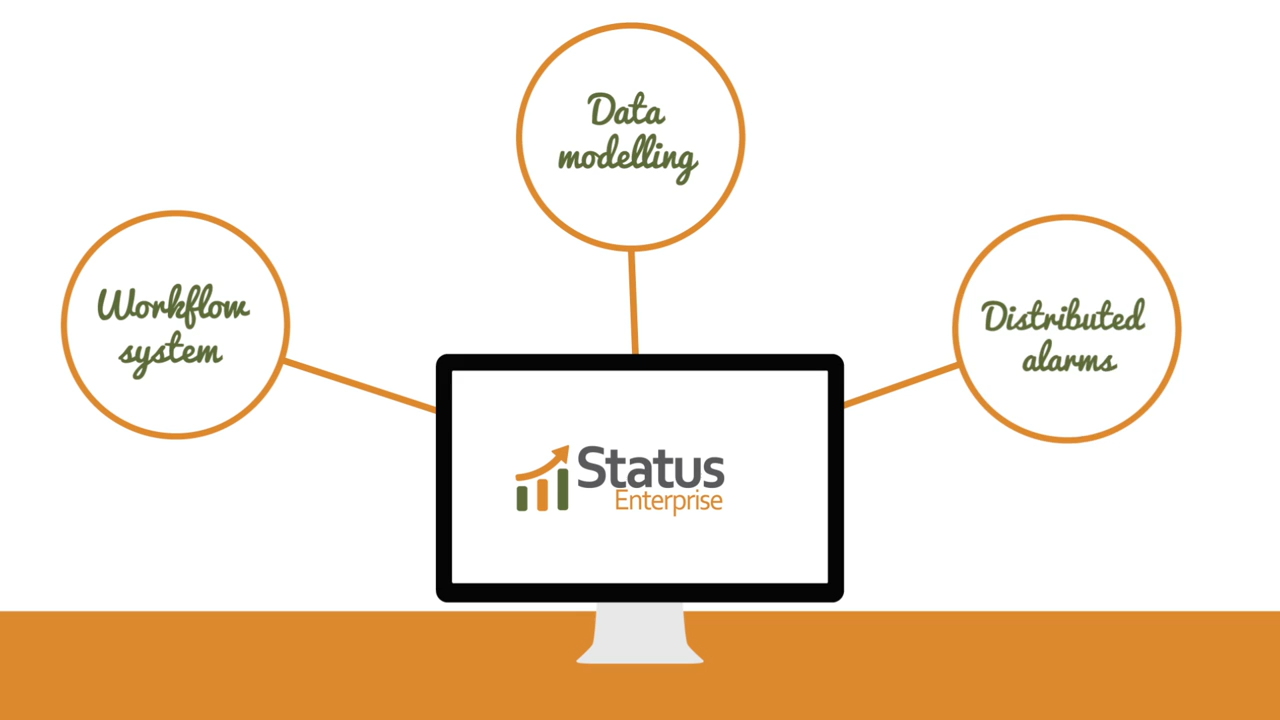 Data
modelling
Workflow
system
Distributed
alarms
Status
Enterprise